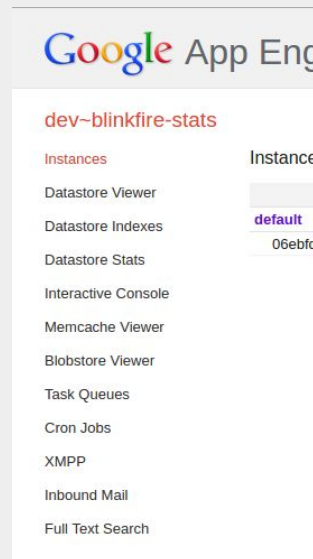 Google App Eng
dev~blinkfire-stats
Instances
Instance
Datastore Viewer
default
Datastore Indexes
06ebfd
Datastore Stats
Interactive Console
Memcache Viewer
Blobstore Viewer
Task Queues
Cron Jobs
XMPP
Inbound Mail
Full Text Search